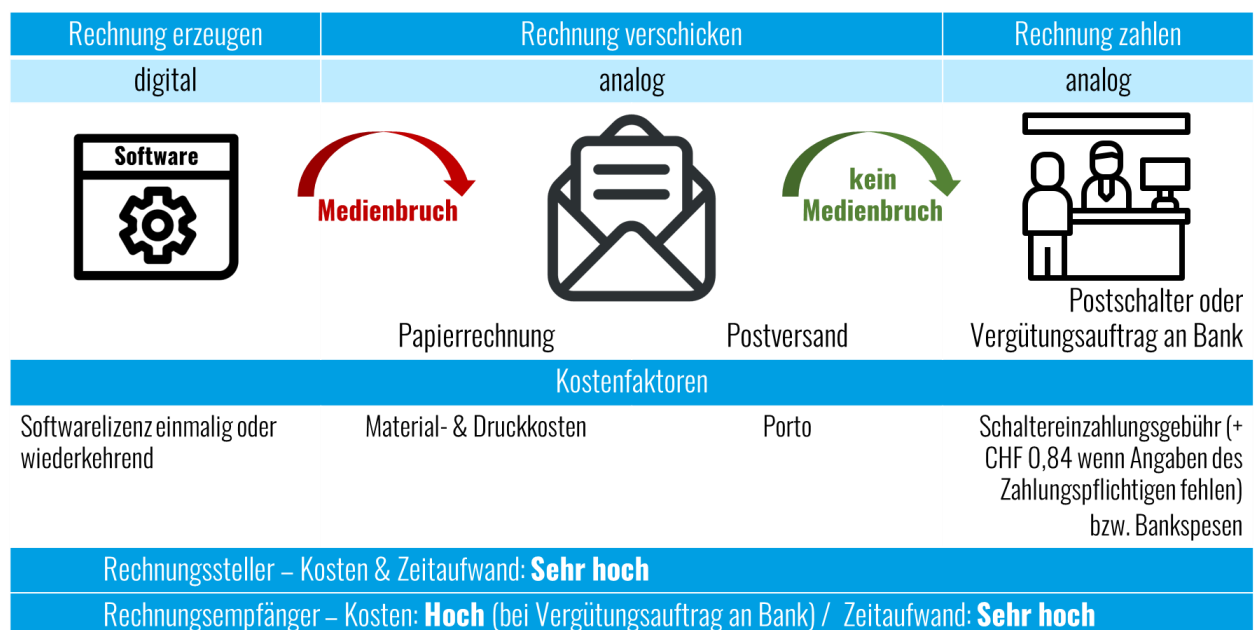 Rechnung erzeugen
Rechnung verschicken
Rechnung zahlen
digital
analog
analog
Software
Medienbruch
kein
Medienbruch
Postschalter oder
Papierrechnung
Postversand
Vergütungsauftrag an Bank
Kostenfaktoren
Softwarelizenz einmalig oder
wiederkehrend
Material- & Druckkosten
Porto
Schaltereinzahlungsgebühr (+
CHF 0,84 wenn Angaben des
Zahlungspflichtigen fehlen)
bzw. Bankspesen
Rechnungssteller – Kosten & Zeitaufwand: Sehr hoch
Rechnungsempfänger – Kosten: Hoch (bei Vergütungsauftrag an Bank) / Zeitaufwand: Sehr hoch